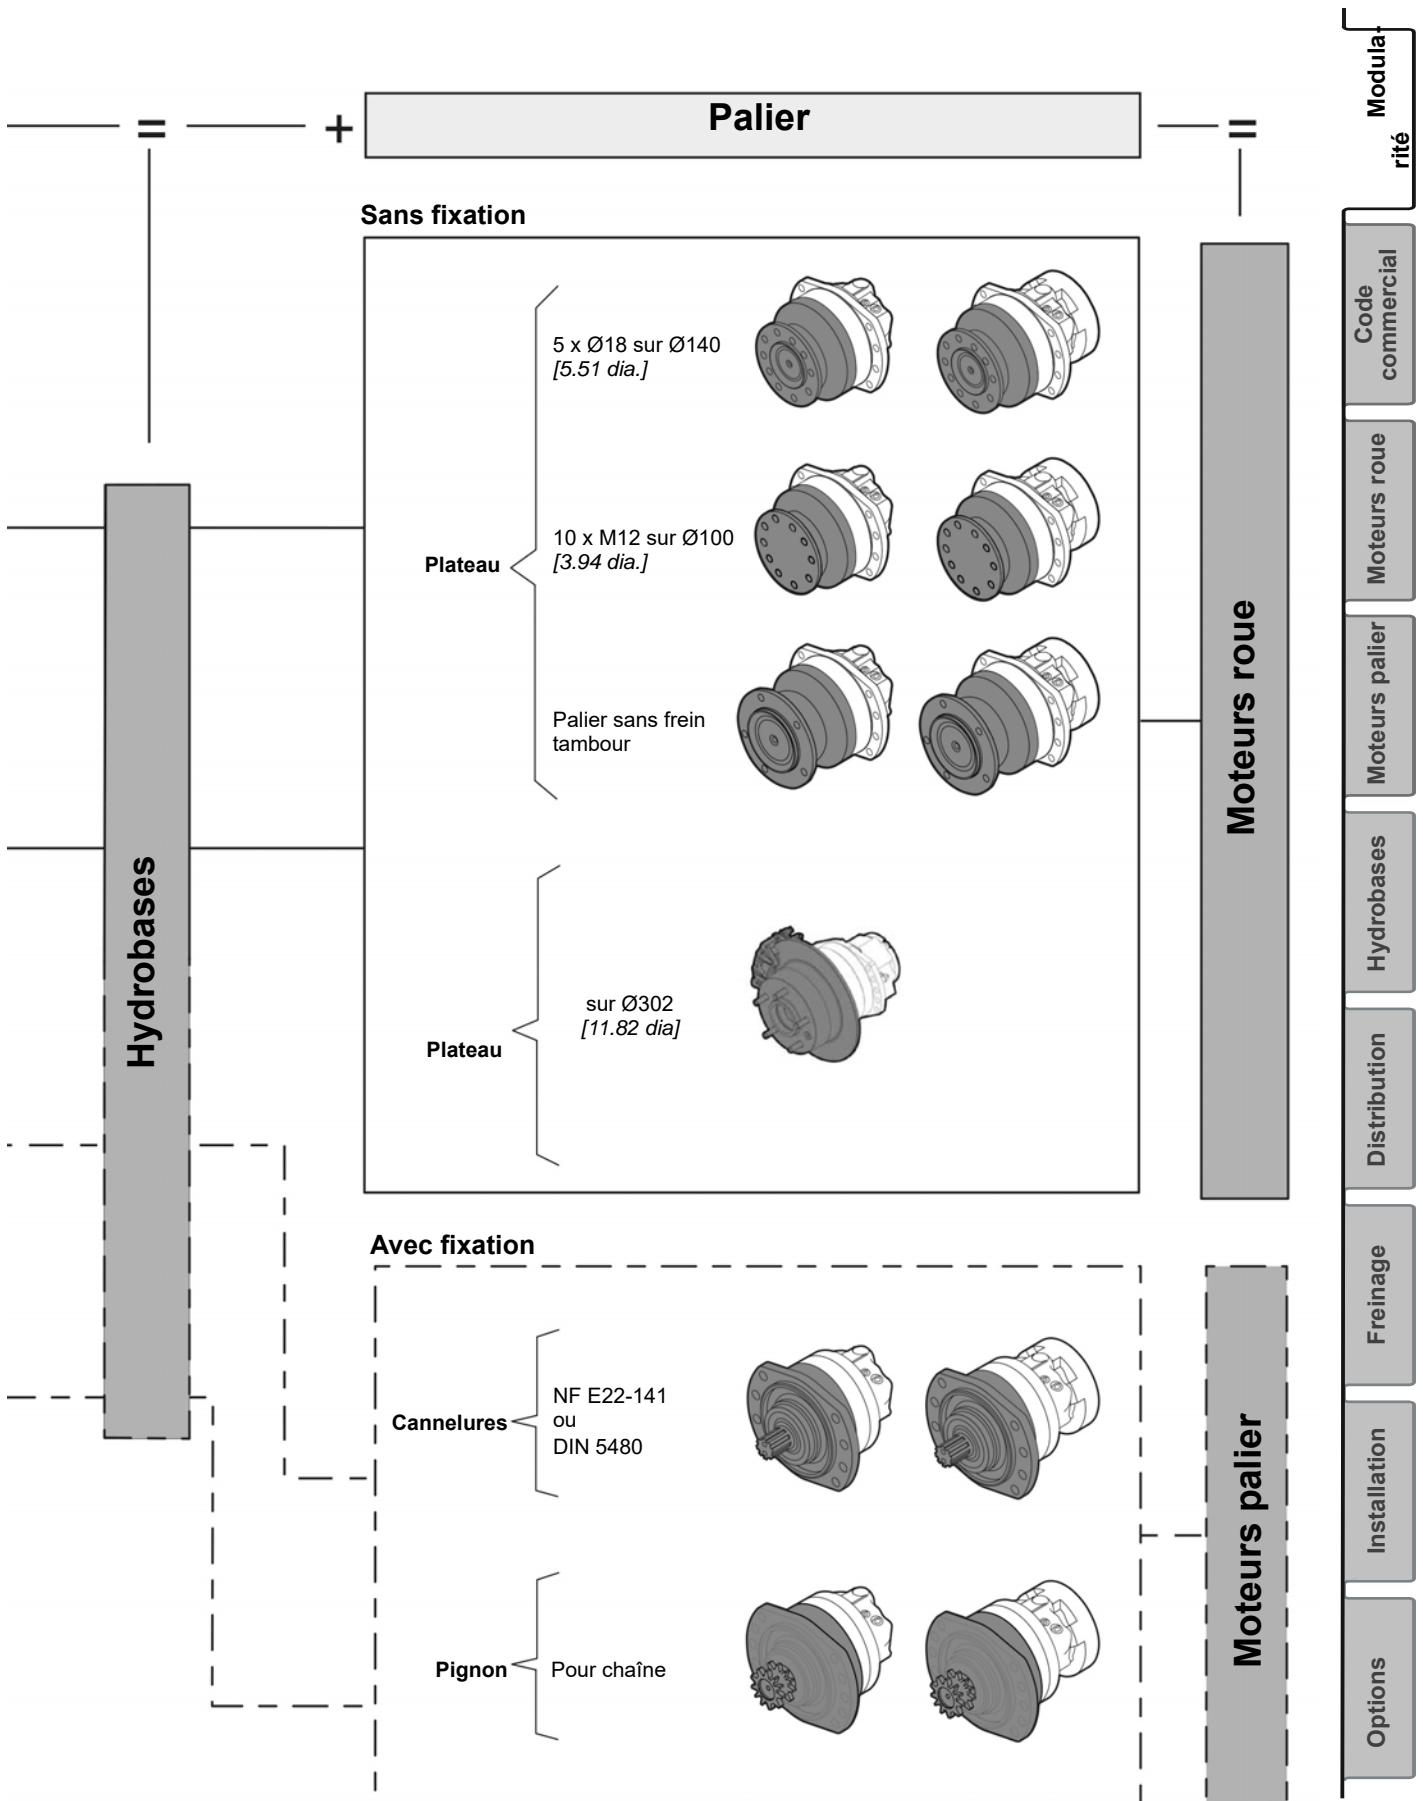 =
+
Palier
=
Sans fixation
5 x Ø18 sur Ø140
[5.51 dia.]
Plateau
10 x M12 sur Ø100
[3.94 dia.]
Palier sans frein
tambour
Plateau
sur Ø302
[11.82 dia]
Hydrobases
Moteurs roue
Avec fixation
Cannelures
NF E22-141
ou
DIN 5480
Pignon
Pour chaîne
Moteurs palier
Modula-
rité
Code
commercial
Moteurs roue
Moteurs palier
Hydrobases
Distribution
Freinage
Installation
Options